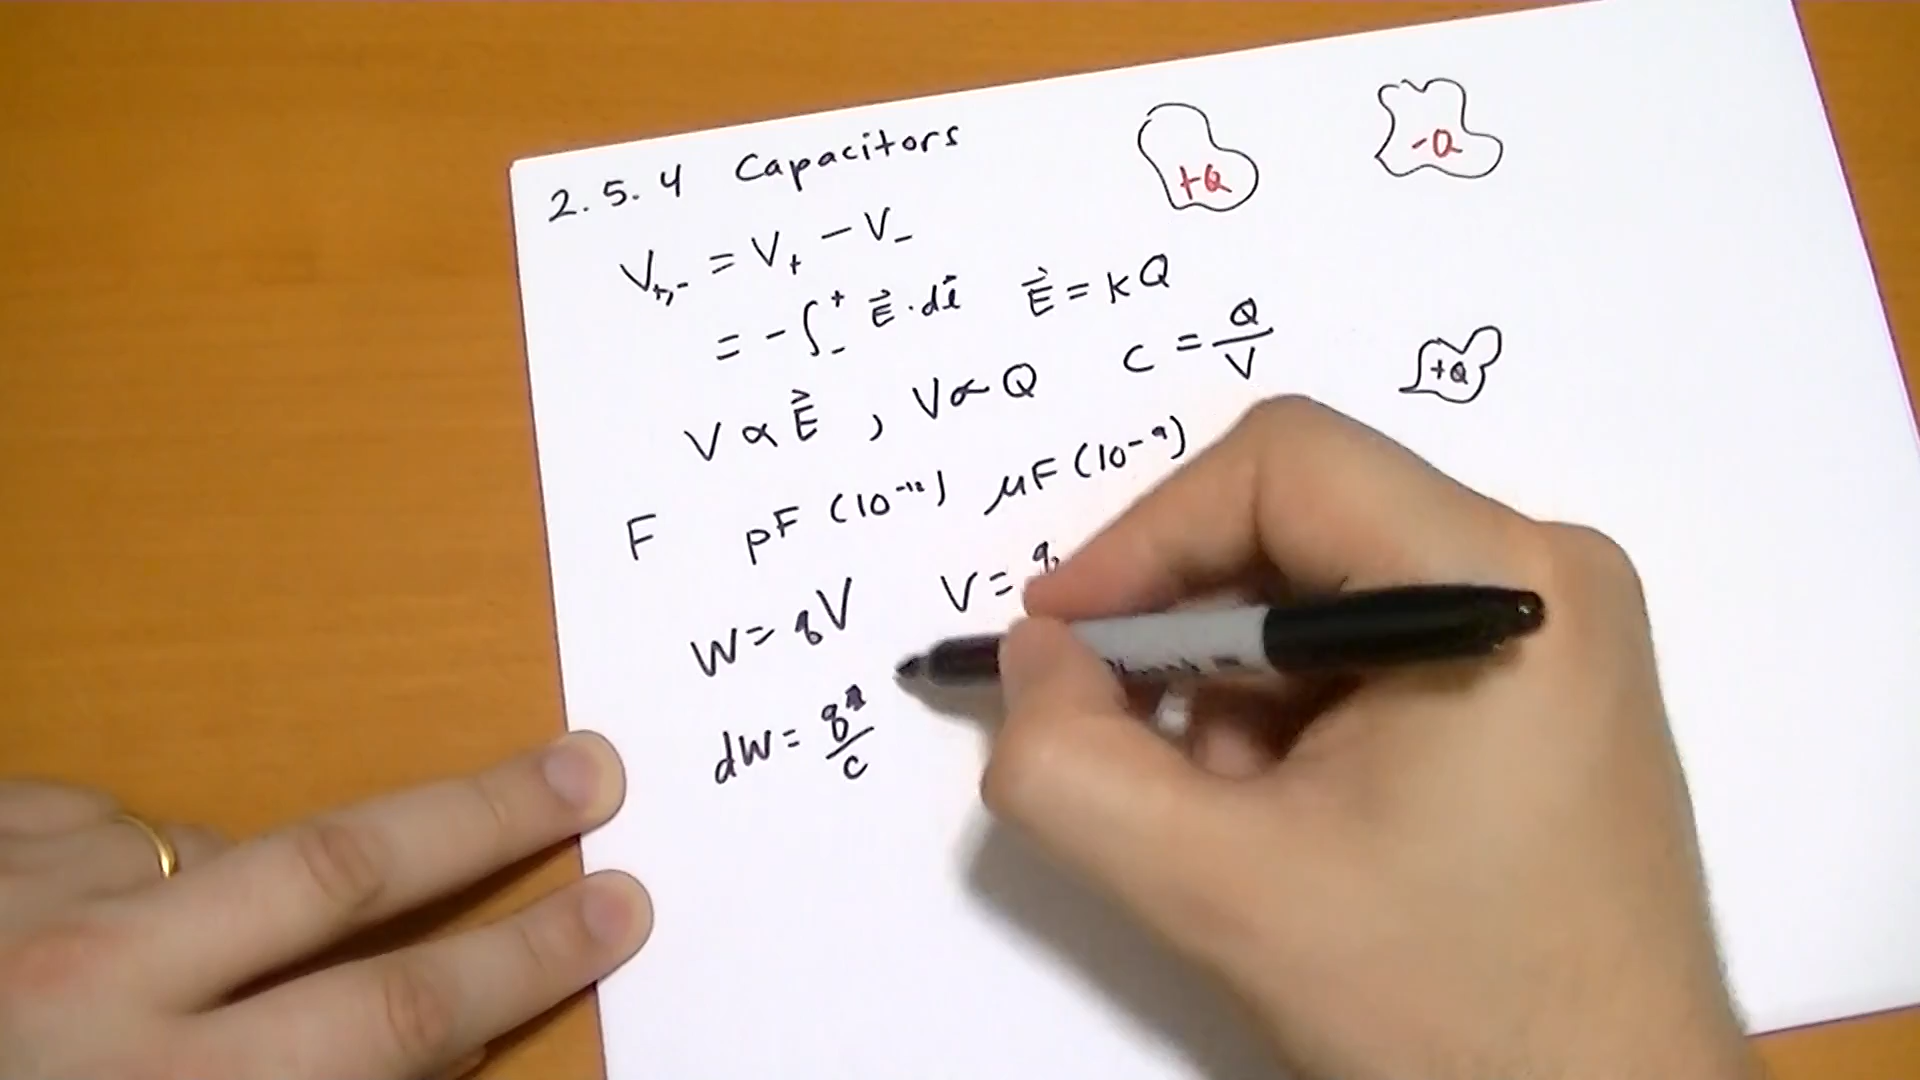 2.5.4 Capacitors
+Q
-Q
V+,- = V+ - V-
= -∫-+ E⃗ · dl⃗ E⃗ = kQ
V ∝ E⃗ , V ∝ Q C = Q/V
+Q
F pF (10⁻¹²) μF (10⁻⁹)
W = qV V = q
dW = q/c